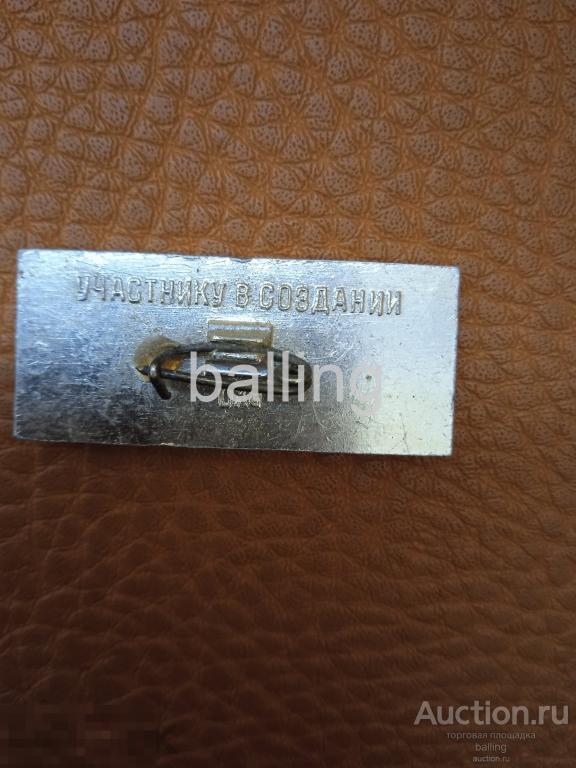 УЧАСТНИКУ В СОЗДАНИИ
balling
Auction.ru
торговая площадка
balling
auction.ru